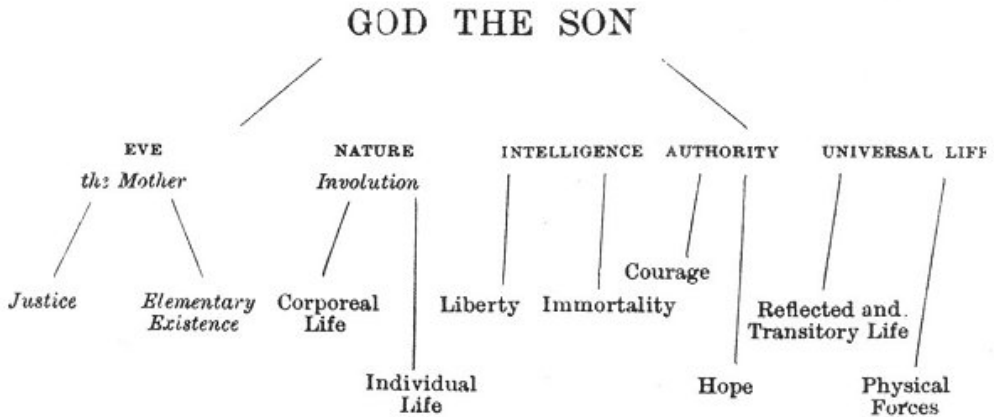 GOD THE SON
EVE NATURE INTELLIGENCE AUTHORITY UNIVERSAL LIFE
the Mother Involution
Courage
Justice Elementary Corporeal Liberty Immortality Reflected and
Existence Life Transitory Life
Individual Hope Physical
Life Forces